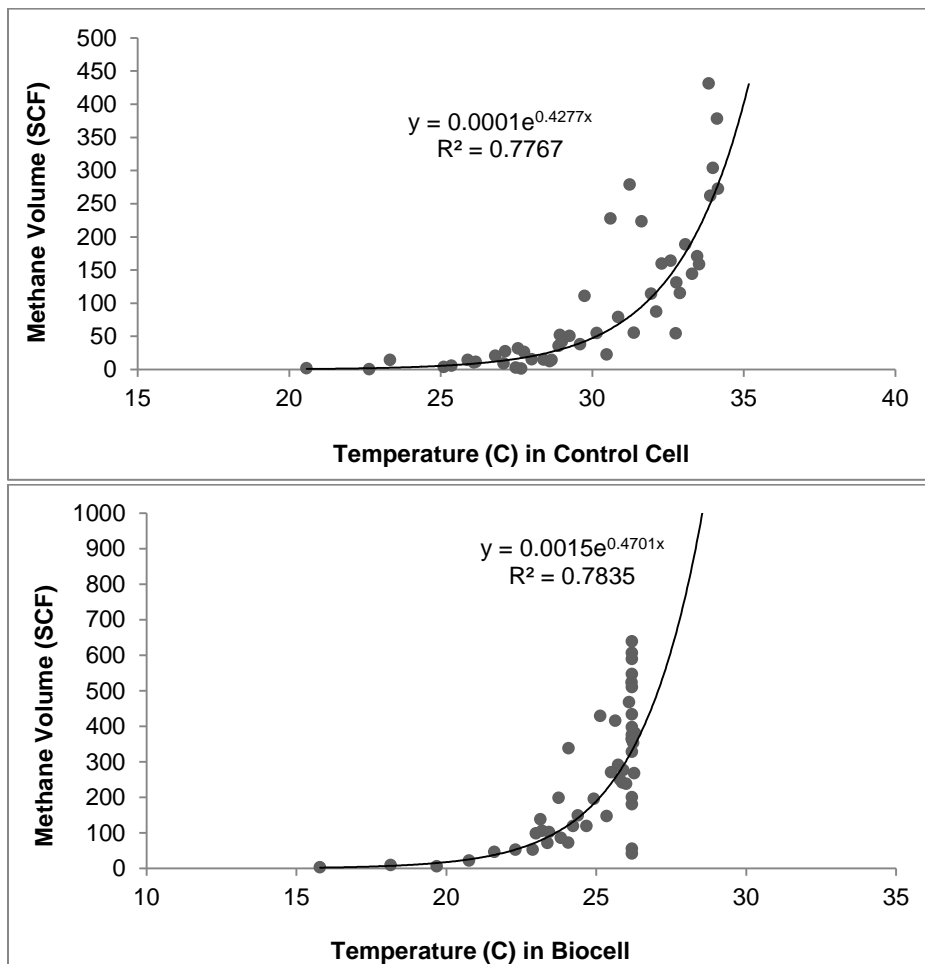 500
450
400
350
300
250
200
150
100
50
0
Methane Volume (SCF)
y = 0.0001e^0.4277x
R² = 0.7767
15 20 25 30 35 40
Temperature (C) in Control Cell
1000
900
800
700
600
500
400
300
200
100
0
Methane Volume (SCF)
y = 0.0015e^0.4701x
R² = 0.7835
10 15 20 25 30 35
Temperature (C) in Biocell